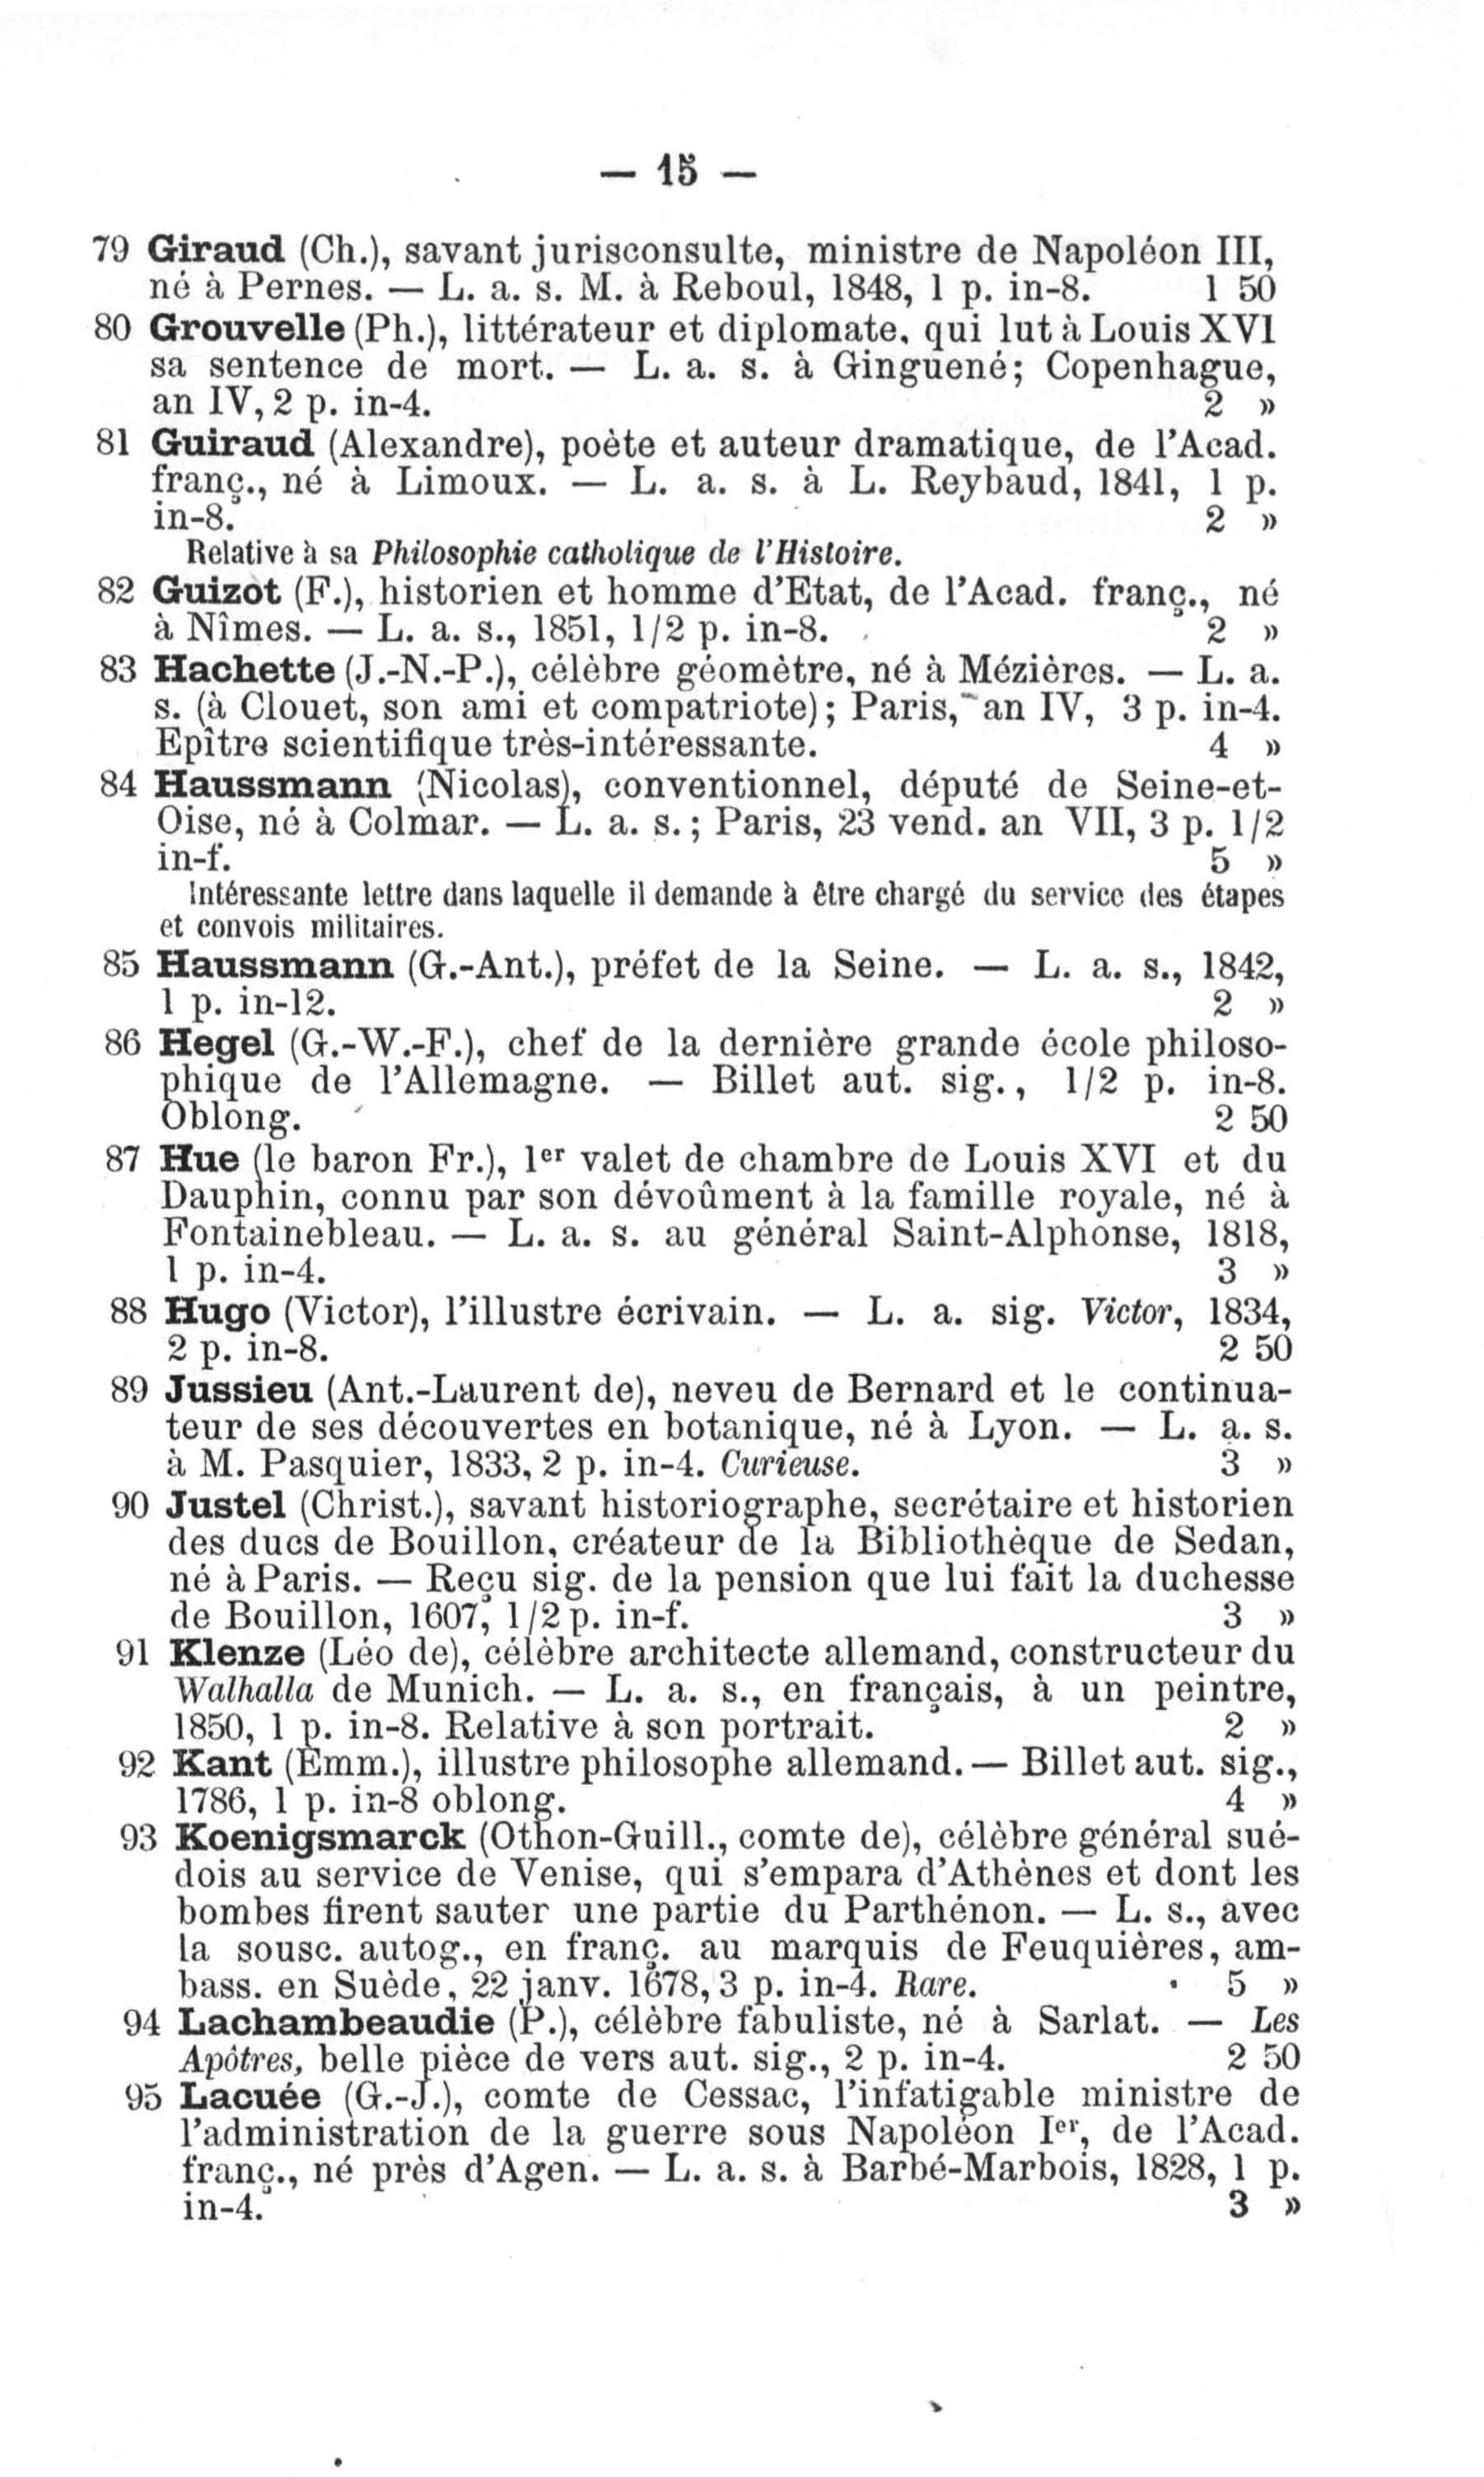 — 15 —
79 Giraud (Ch.), savant jurisconsulte, ministre de Napoléon III,
né à Pernes. — L. a. s. M. à Reboul, 1848, 1 p. in-8. 1 50
80 Grouvelle (Ph.), littérateur et diplomate, qui lut à Louis XVI
sa sentence de mort. — L. a. s. à Ginguené; Copenhague,
an IV, 2 p. in-4. 2 »
81 Guiraud (Alexandre), poète et auteur dramatique, de l'Acad.
franç., né à Limoux. — L. a. s. à L. Reybaud, 1841, 1 p.
in-8. 2 »
Relative à sa Philosophie catholique de l'Histoire.
82 Guizot (F.), historien et homme d'Etat, de l'Acad. franç., né
à Nîmes. — L. a. s., 1851, 1/2 p. in-8. 2 »
83 Hachette (J.-N.-P.), célèbre géomètre, né à Mézières. — L. a.
s. (à Clouet, son ami et compatriote); Paris, an IV, 3 p. in-4.
Epître scientifique très-intéressante. 4 »
84 Haussmann (Nicolas), conventionnel, député de Seine-et-
Oise, né à Colmar. — L. a. s.; Paris, 23 vend. an VII, 3 p. 1/2
in-f. 5 »
Intéressante lettre dans laquelle il demande à être chargé du service des étapes
et convois militaires.
85 Haussmann (G.-Ant.), préfet de la Seine. — L. a. s., 1842,
1 p. in-12. 2 »
86 Hegel (G.-W.-F.), chef de la dernière grande école philoso-
phique de l'Allemagne. — Billet aut. sig., 1/2 p. in-8.
Oblong. 2 50
87 Hue (le baron Fr.), 1er valet de chambre de Louis XVI et du
Dauphin, connu par son dévoûment à la famille royale, né à
Fontainebleau. — L. a. s. au général Saint-Alphonse, 1818,
1 p. in-4. 3 »
88 Hugo (Victor), l'illustre écrivain. — L. a. sig. Victor, 1834,
2 p. in-8. 2 50
89 Jussieu (Ant.-Laurent de), neveu de Bernard et le continua-
teur de ses découvertes en botanique, né à Lyon. — L. a. s.
à M. Pasquier, 1833, 2 p. in-4. Curieuse. 3 »
90 Justel (Christ.), savant historiographe, secrétaire et historien
des ducs de Bouillon, créateur de la Bibliothèque de Sedan,
né à Paris. — Reçu sig. de la pension que lui fait la duchesse
de Bouillon, 1607, 1/2 p. in-f. 3 »
91 Klenze (Léo de), célèbre architecte allemand, constructeur du
Walhalla de Munich. — L. a. s., en français, à un peintre,
1850, 1 p. in-8. Relative à son portrait. 2 »
92 Kant (Emm.), illustre philosophe allemand. — Billet aut. sig.,
1786, 1 p. in-8 oblong. 4 »
93 Koenigsmarck (Othon-Guill., comte de), célèbre général sué-
dois au service de Venise, qui s'empara d'Athènes et dont les
bombes firent sauter une partie du Parthénon. — L. s., avec
la sousc. autog., en franç. au marquis de Feuquières, am-
bass. en Suède, 22 janv. 1678, 3 p. in-4. Rare. 5 »
94 Lachambeaudie (P.), célèbre fabuliste, né à Sarlat. — Les
Apôtres, belle pièce de vers aut. sig., 2 p. in-4. 2 50
95 Lacuée (G.-J.), comte de Cessac, l'infatigable ministre de
l'administration de la guerre sous Napoléon Ier, de l'Acad.
franç., né près d'Agen. — L. a. s. à Barbé-Marbois, 1828, 1 p.
in-4. 3 »